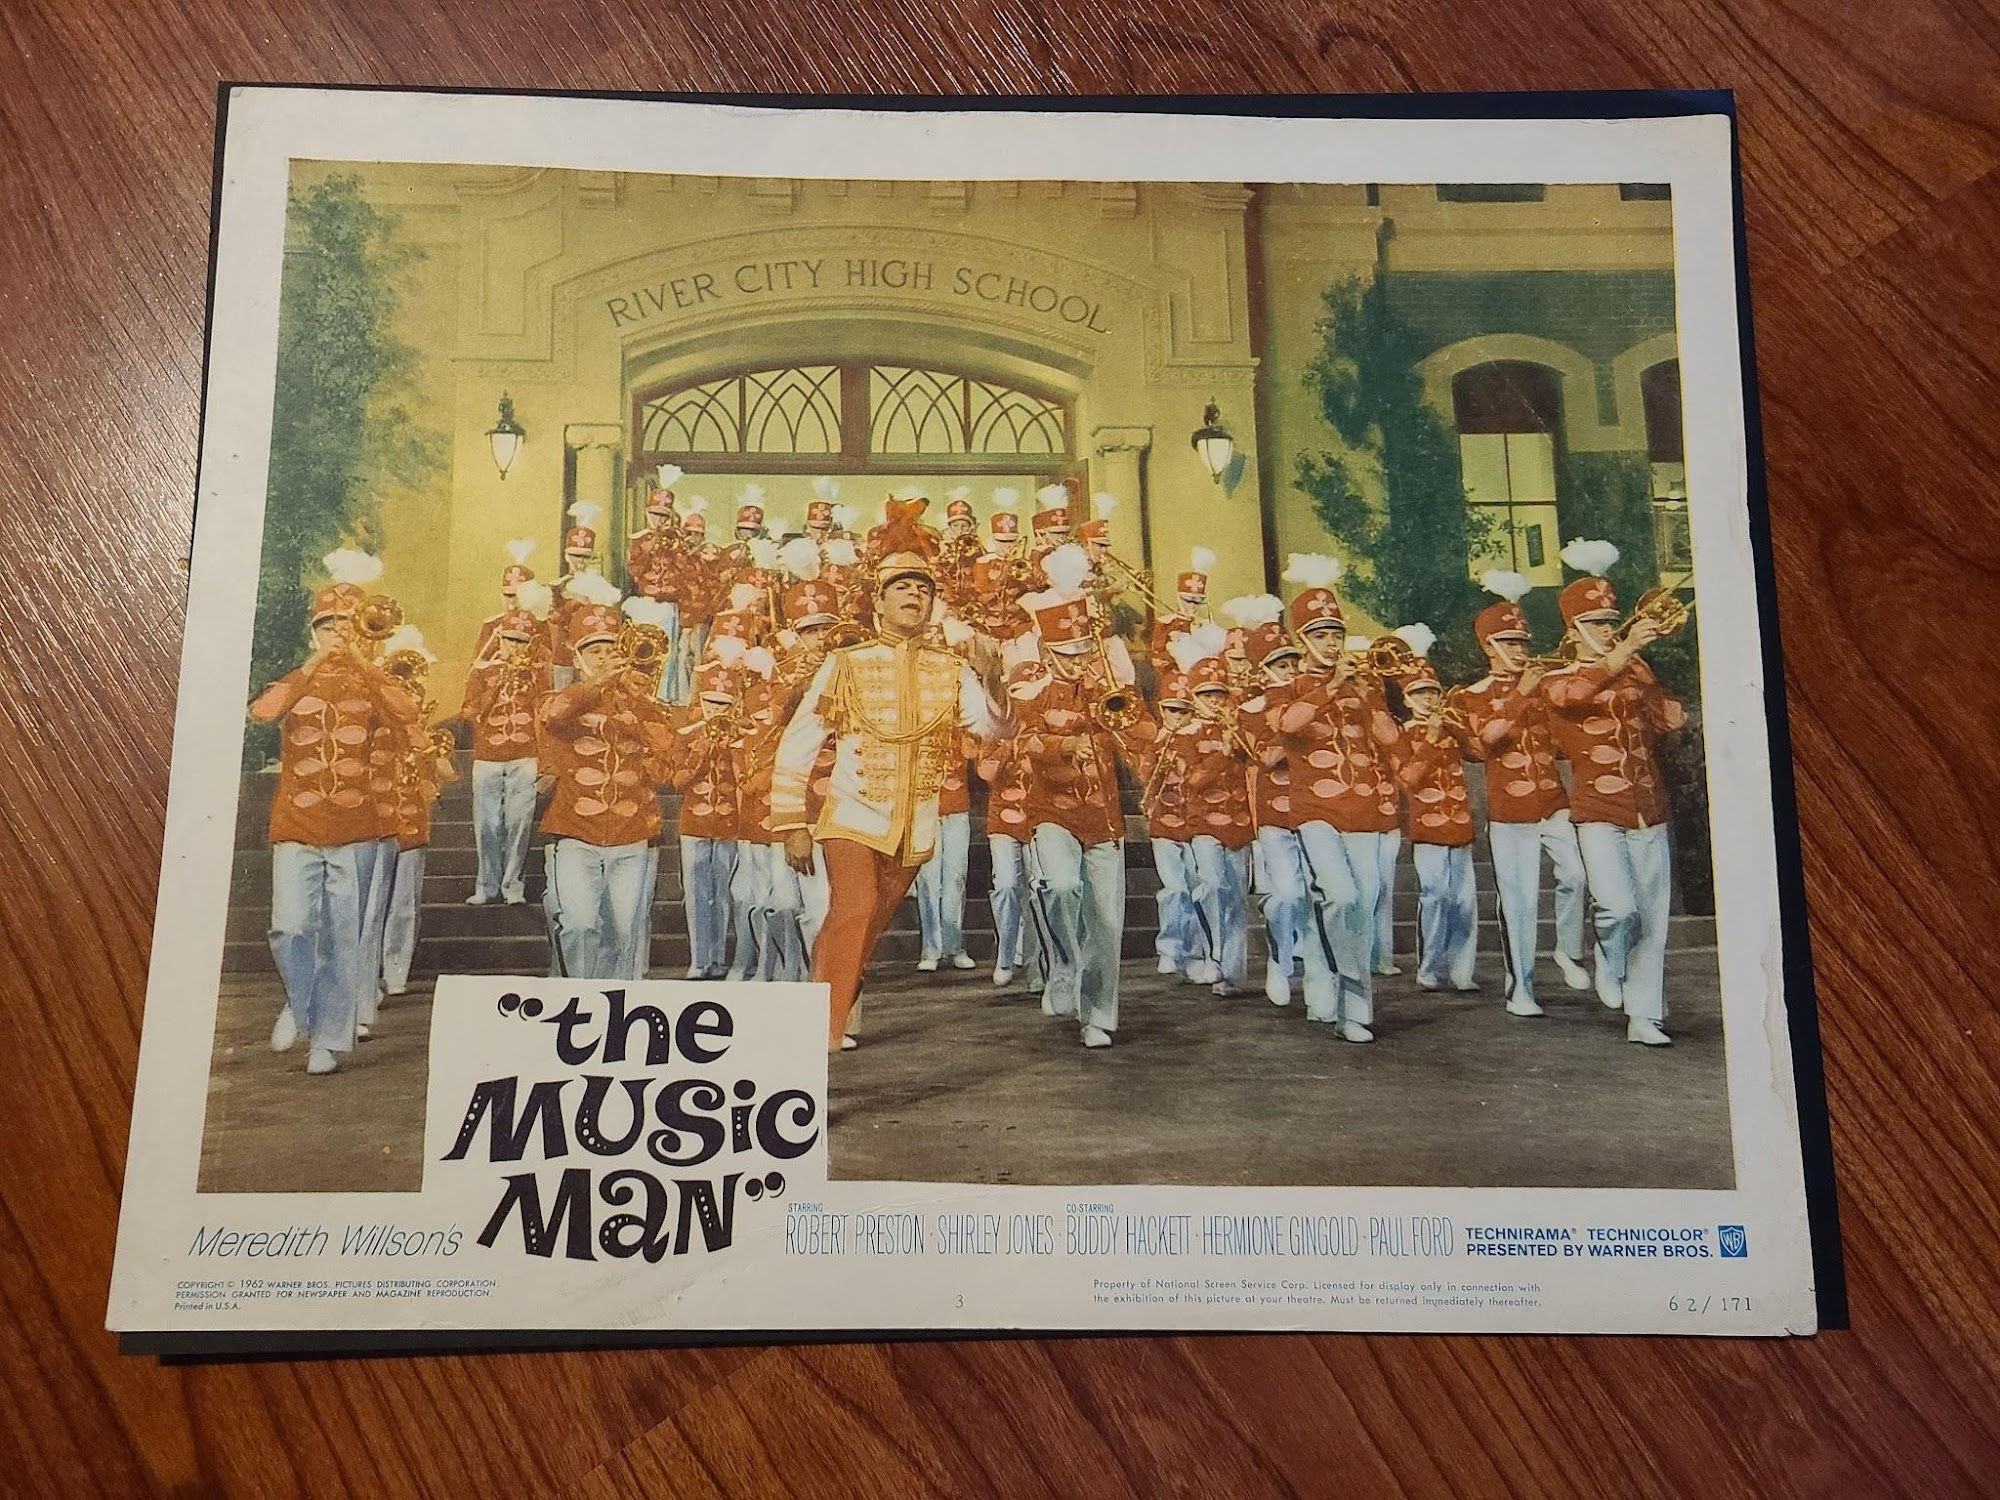 RIVER CITY HIGH SCHOOL
"the
MUSic
MaN"
Meredith Willson's
STARRING
ROBERT PRESTON · SHIRLEY JONES ·
CO-STARRING
BUDDY HACKETT · HERMIONE GINGOLD · PAUL FORD
TECHNIRAMA® TECHNICOLOR®
PRESENTED BY WARNER BROS.
WB
COPYRIGHT © 1962 WARNER BROS. PICTURES DISTRIBUTING CORPORATION.
PERMISSION GRANTED FOR NEWSPAPER AND MAGAZINE REPRODUCTION.
Printed in U.S.A.
3
Property of National Screen Service Corp. Licensed for display only in connection with
the exhibition of this picture at your theatre. Must be returned immediately thereafter.
62/171